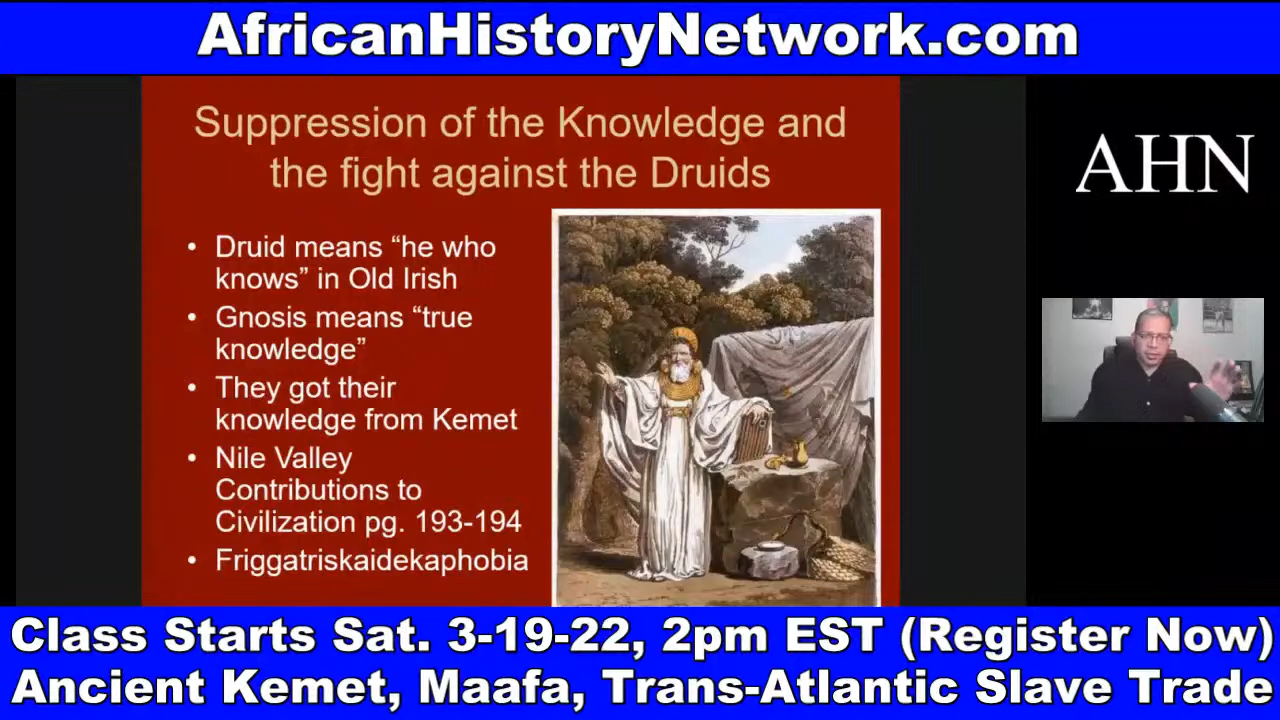 AfricanHistoryNetwork.com
Suppression of the Knowledge and
the fight against the Druids
• Druid means “he who
knows” in Old Irish
• Gnosis means “true
knowledge”
• They got their
knowledge from Kemet
• Nile Valley
Contributions to
Civilization pg. 193-194
• Friggatriskaidekaphobia
AHN
Class Starts Sat. 3-19-22, 2pm EST (Register Now)
Ancient Kemet, Maafa, Trans-Atlantic Slave Trade